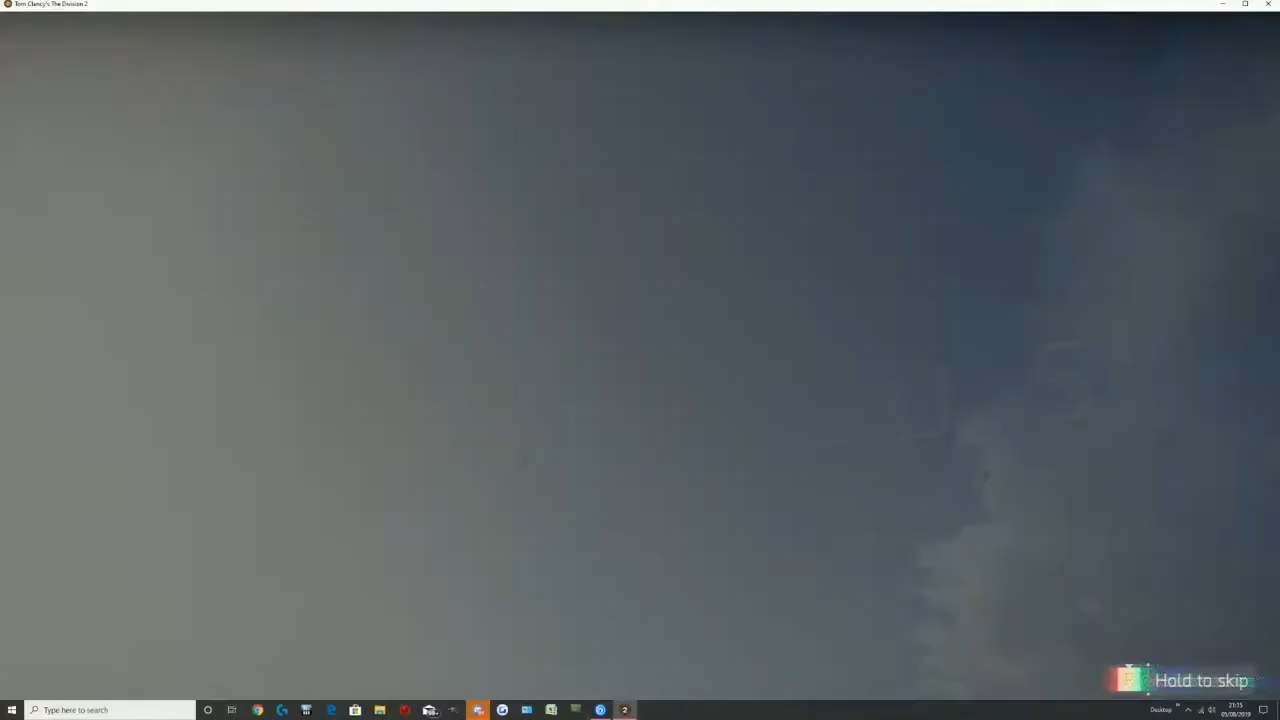 Tom Clancy's The Division 2
Hold to skip
Type here to search
Desktop
21:15
05/08/2019